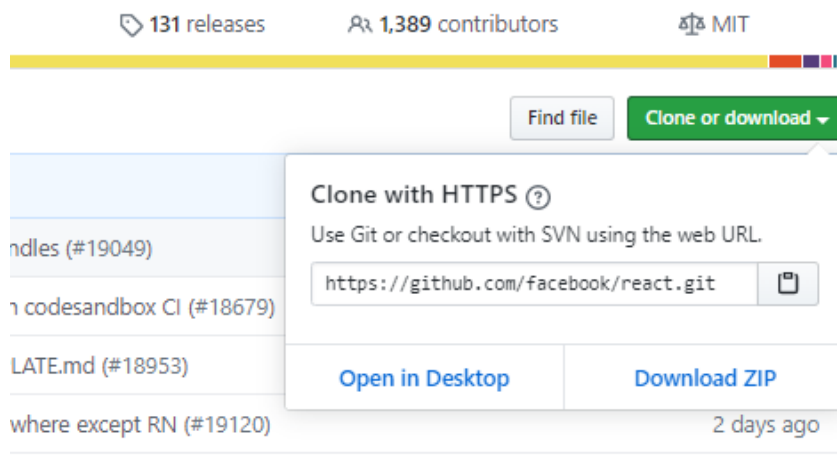 131 releases 1,389 contributors MIT
Find file Clone or download
Clone with HTTPS
Use Git or checkout with SVN using the web URL.
https://github.com/facebook/react.git
Open in Desktop Download ZIP
ndles (#19049)
n codesandbox CI (#18679)
LATE.md (#18953)
where except RN (#19120) 2 days ago